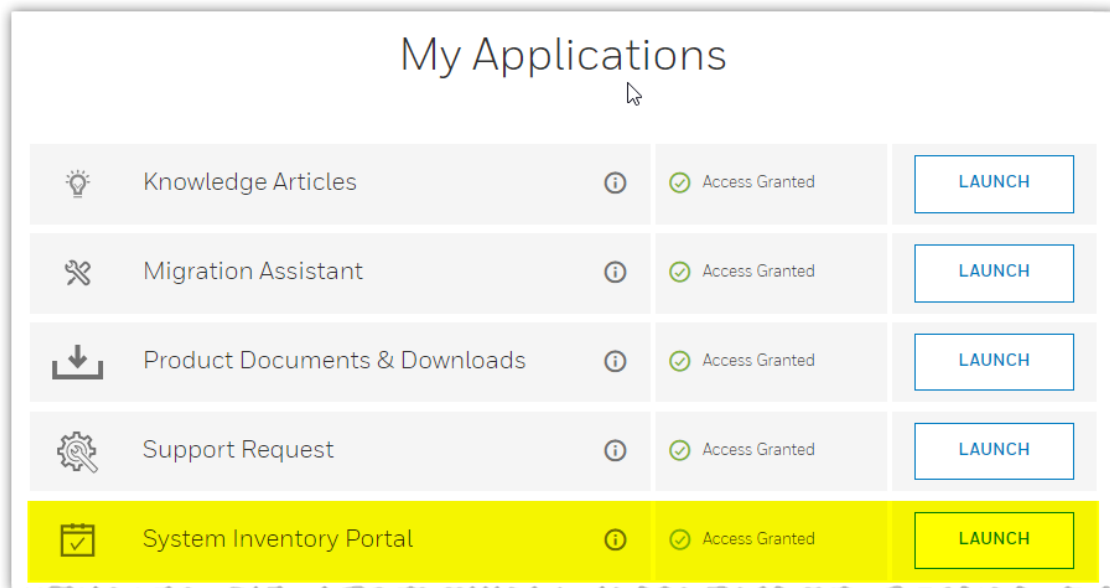 My Applications
Knowledge Articles Access Granted LAUNCH
Migration Assistant Access Granted LAUNCH
Product Documents & Downloads Access Granted LAUNCH
Support Request Access Granted LAUNCH
System Inventory Portal Access Granted LAUNCH